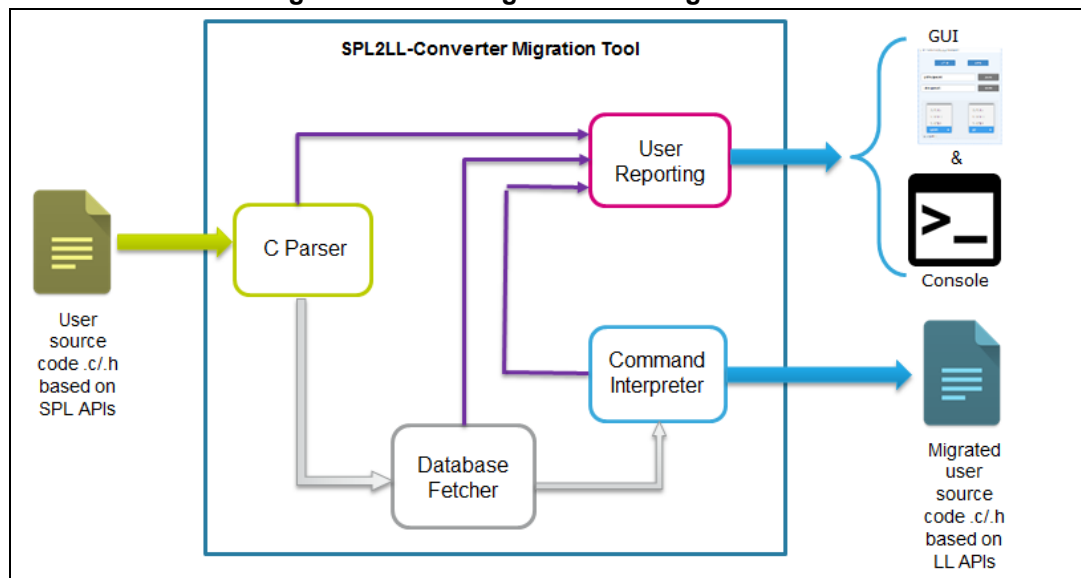 SPL2LL-Converter Migration Tool
GUI
User
Reporting
&
>_
Console
C Parser
User
source
code .c/.h
based on
SPL APIs
Command
Interpreter
Database
Fetcher
Migrated
user
source
code .c/.h
based on
LL APIs